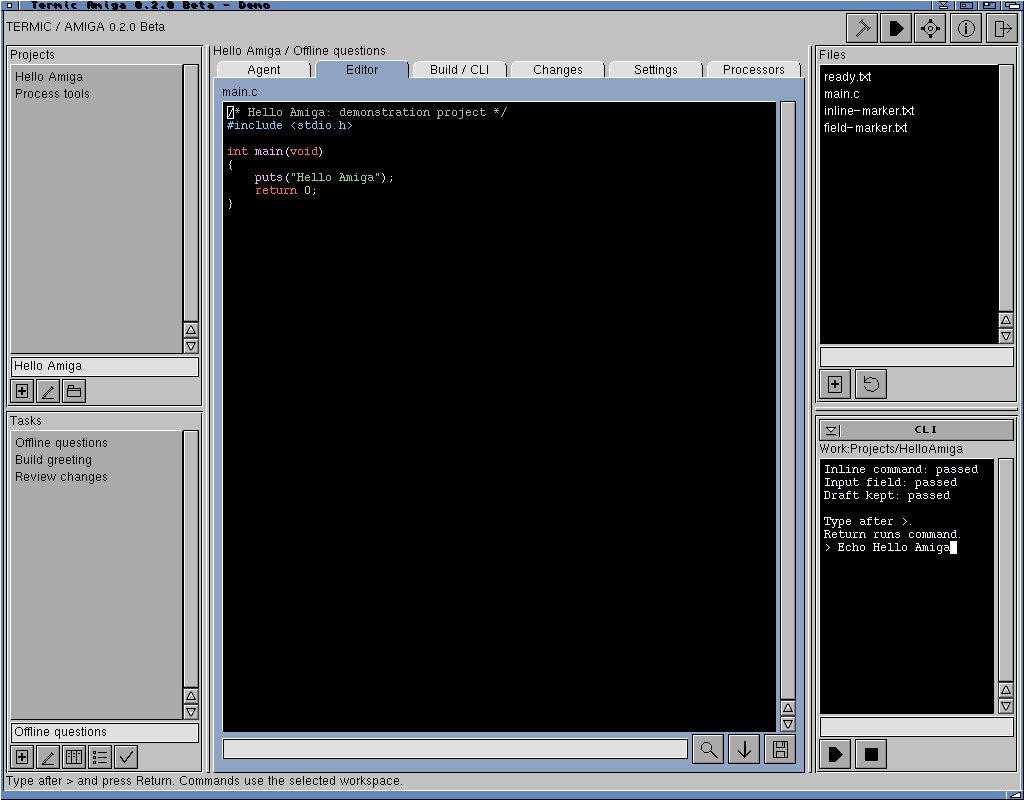 Termic Amiga 0.2.0 Beta - Demo
TERMIC / AMIGA 0.2.0 Beta
Projects
Hello Amiga
Process tools
Hello Amiga
Tasks
Offline questions
Build greeting
Review changes
Offline questions
Hello Amiga / Offline questions
Agent
Editor
Build / CLI
Changes
Settings
Processors
main.c
/* Hello Amiga: demonstration project */
#include <stdio.h>
int main(void)
{
puts("Hello Amiga");
return 0;
}
Files
ready.txt
main.c
inline-marker.txt
field-marker.txt
CLI
Work:Projects/HelloAmiga
Inline command: passed
Input field: passed
Draft kept: passed
Type after >.
Return runs command.
> Echo Hello Amiga
Type after > and press Return. Commands use the selected workspace.